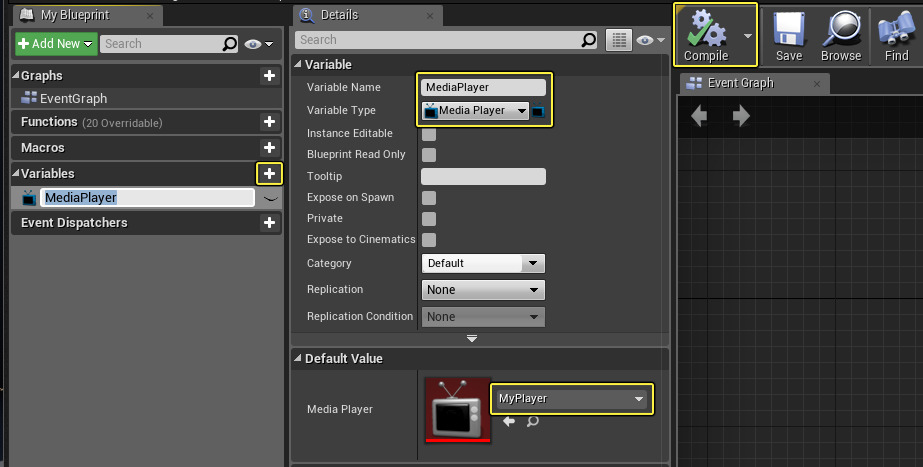 My Blueprint
Add New
Search
Graphs
EventGraph
Functions (20 Overridable)
Macros
Variables
MediaPlayer
Event Dispatchers
Details
Search
Variable
Variable Name MediaPlayer
Variable Type Media Player
Instance Editable
Blueprint Read Only
Tooltip
Expose on Spawn
Private
Expose to Cinematics
Category Default
Replication None
Replication Condition None
Default Value
Media Player MyPlayer
Compile
Save
Browse
Find
Event Graph